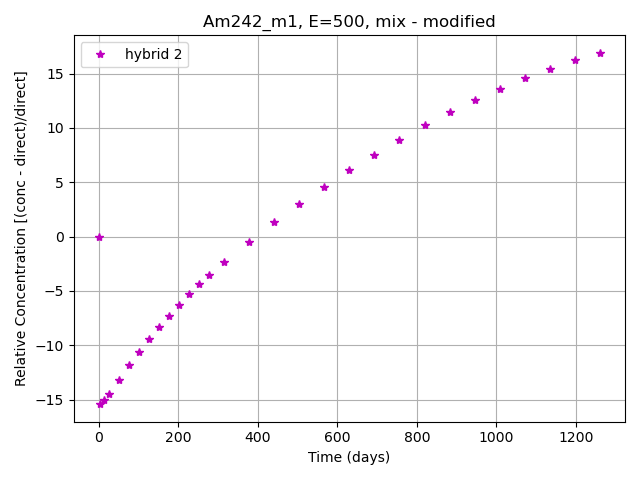 Am242_m1, E=500, mix - modified
hybrid 2
Relative Concentration [(conc - direct)/direct]
15
10
5
0
−5
−10
−15
0 200 400 600 800 1000 1200
Time (days)